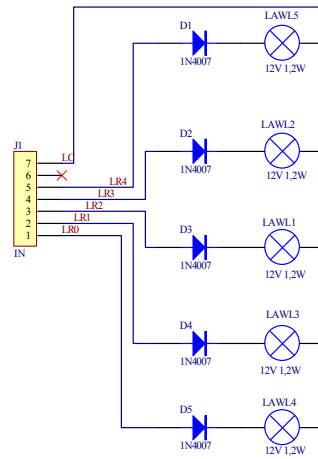 D1
LAWL5
1N4007
12V 1,2W
D2
LAWL2
1N4007
12V 1,2W
J1
7
LC
6
5
LR4
4
LR3
3
LR2
2
LR1
1
LR0
IN
D3
LAWL1
1N4007
12V 1,2W
D4
LAWL3
1N4007
12V 1,2W
D5
LAWL4
1N4007
12V 1,2W